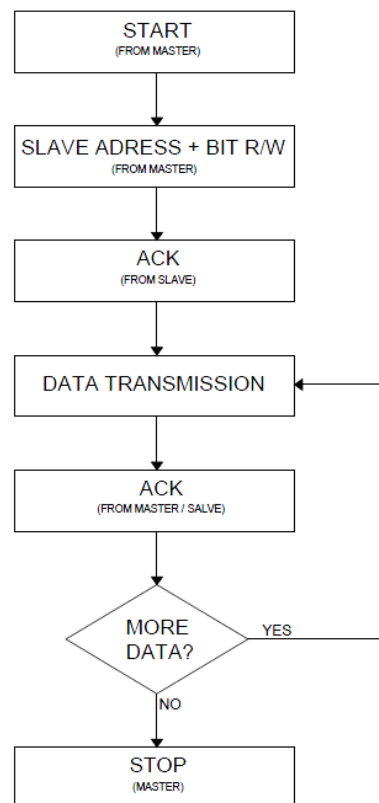 START
(FROM MASTER)
SLAVE ADRESS + BIT R/W
(FROM MASTER)
ACK
(FROM SLAVE)
DATA TRANSMISSION
ACK
(FROM MASTER / SALVE)
MORE
DATA?
YES
NO
STOP
(MASTER)